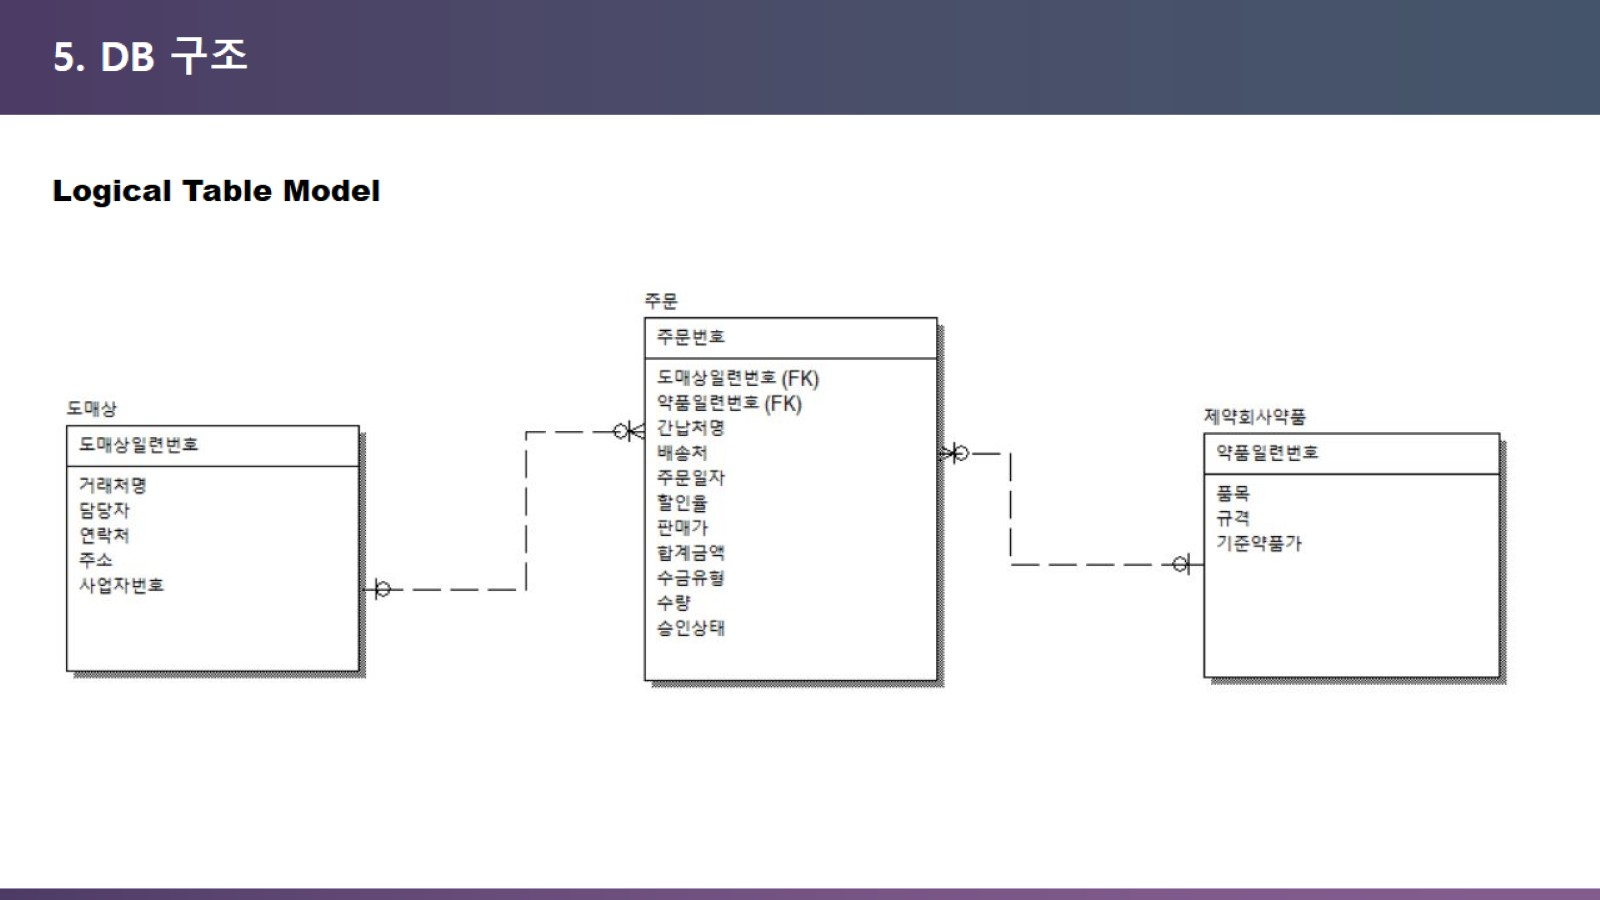 5. DB 구조
Logical Table Model
도매상
도매상일련번호
거래처명
담당자
연락처
주소
사업자번호
주문
주문번호
도매상일련번호 (FK)
약품일련번호 (FK)
간납처명
배송처
주문일자
할인율
판매가
합계금액
수금유형
수량
승인상태
제약회사약품
약품일련번호
품목
규격
기준약품가